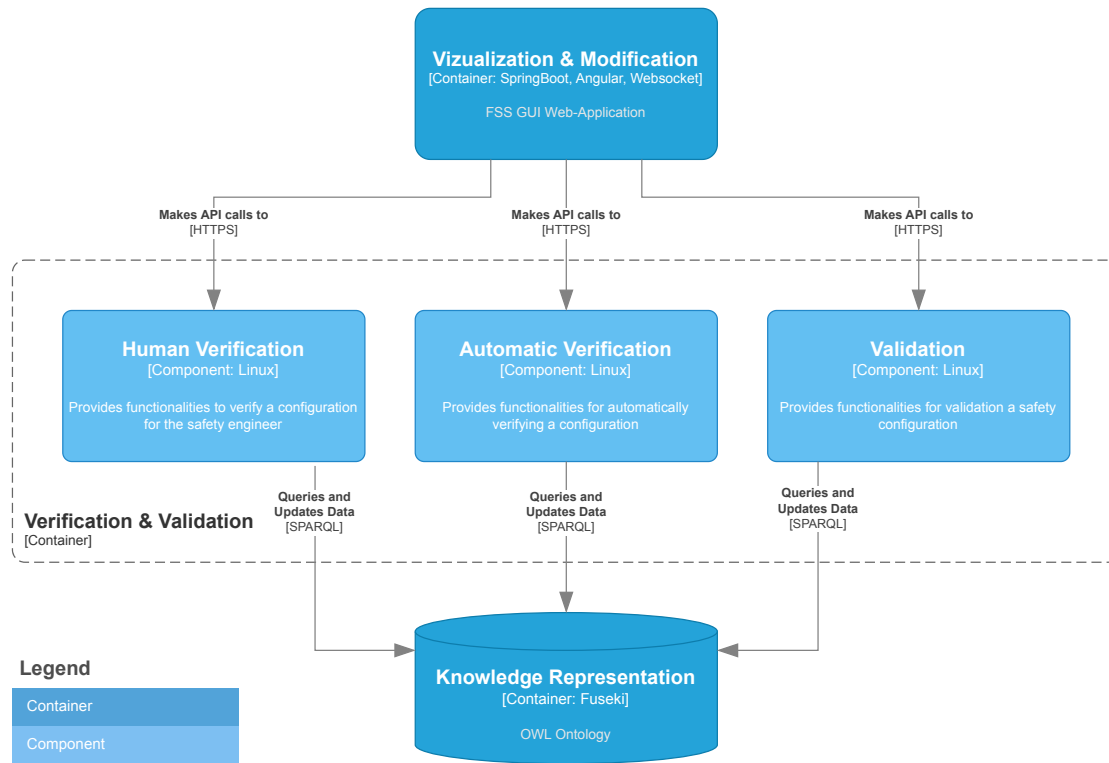 Vizualization & Modification
[Container: SpringBoot, Angular, Websocket]
FSS GUI Web-Application
Makes API calls to
[HTTPS]
Makes API calls to
[HTTPS]
Makes API calls to
[HTTPS]
Human Verification
[Component: Linux]
Provides functionalities to verify a configuration
for the safety engineer
Automatic Verification
[Component: Linux]
Provides functionalities for automatically
verifying a configuration
Validation
[Component: Linux]
Provides functionalities for validation a safety
configuration
Queries and
Updates Data
[SPARQL]
Queries and
Updates Data
[SPARQL]
Queries and
Updates Data
[SPARQL]
Verification & Validation
[Container]
Knowledge Representation
[Container: Fuseki]
OWL Ontology
Legend
Container
Component